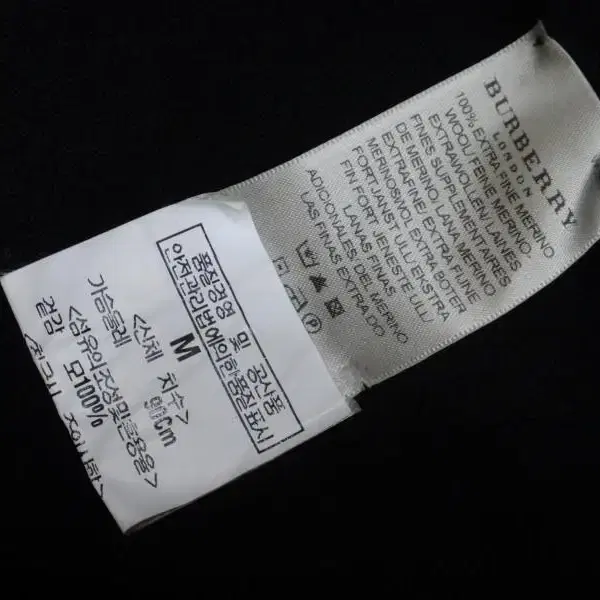 BURBERRY
LONDON
100% EXTRA FINE MERINO
WOOL/FEINE MERINO-
EXTRAWOLLEN/LAINES
FINES SUPPLEMENTAIRES
DE MERINO/LANA MERINO
EXTRAFINE/EXTRA FIJNE
MERINOSWOL/EXTRA BOTER
FIN FORT JENESTE ULL/
FORTJANST ULL/EKSTRA
LANAS FINAS
ADICIONALES DEL MERINO
LAS FINAS EXTRA DO
품질경영 및 공산품
안전관리법에의한품질표시
M
<신체 치수>
가슴둘레 90cm
<섬유의조성및혼용율>
겉감 모100%